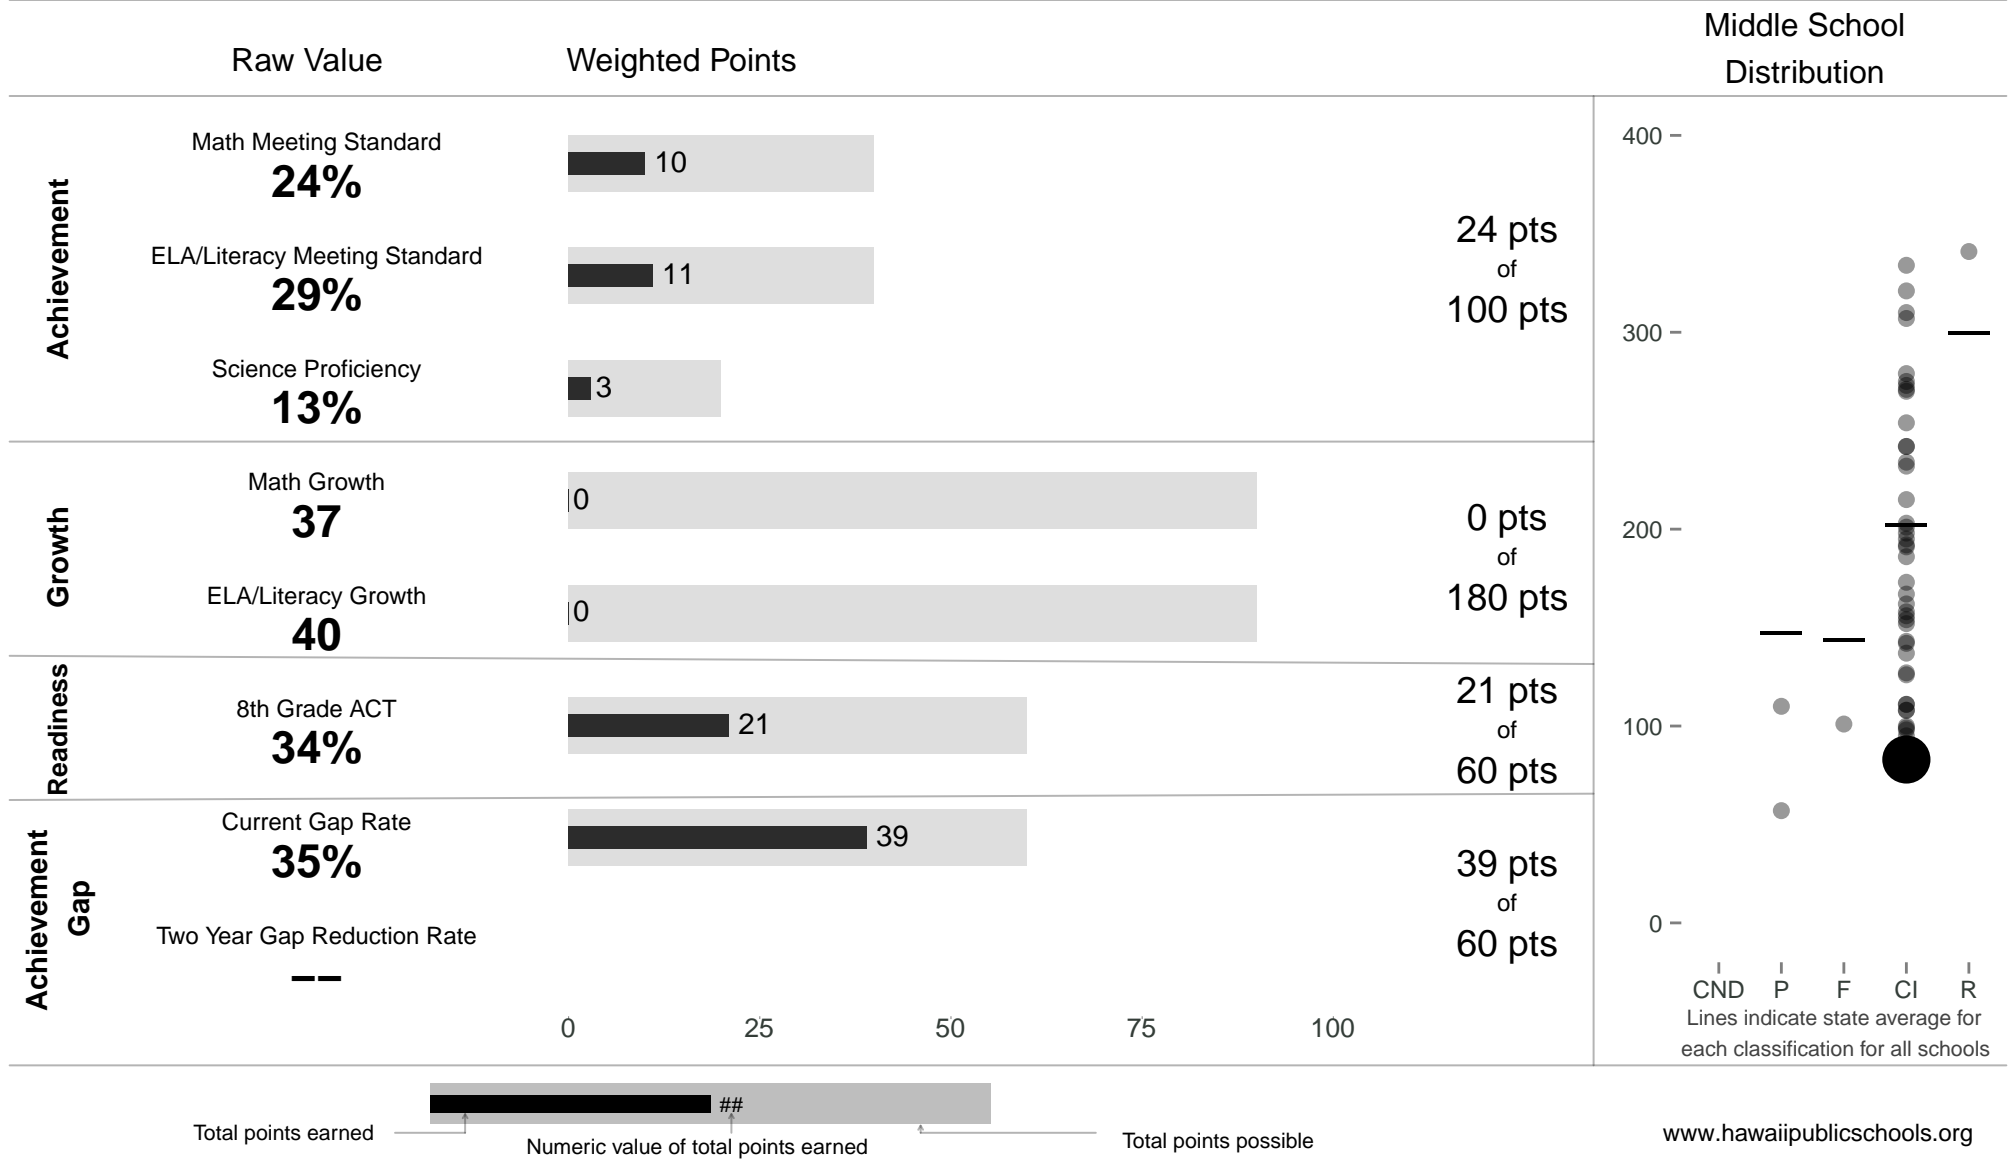 Raw Value
Weighted Points
Middle School
Distribution
Achievement
Math Meeting Standard
24%
10
ELA/Literacy Meeting Standard
29%
11
Science Proficiency
13%
3
24 pts
of
100 pts
Growth
Math Growth
37
0
ELA/Literacy Growth
40
0
0 pts
of
180 pts
Readiness
8th Grade ACT
34%
21
21 pts
of
60 pts
Achievement
Gap
Current Gap Rate
35%
39
Two Year Gap Reduction Rate
--
39 pts
of
60 pts
0 25 50 75 100
400
300
200
100
0
CND P F CI R
Lines indicate state average for
each classification for all schools
##
Total points earned
Numeric value of total points earned
Total points possible
www.hawaiipublicschools.org